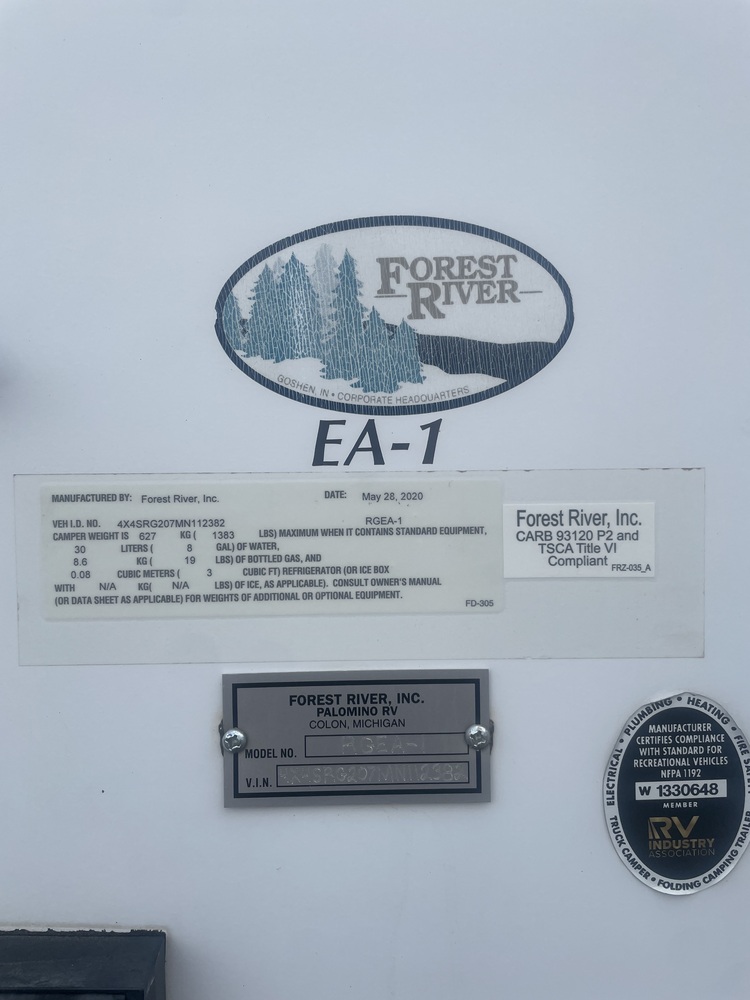 FOREST
RIVER
GOSHEN, IN • CORPORATE HEADQUARTERS
EA-1
MANUFACTURED BY: Forest River, Inc. DATE: May 28, 2020
VEH I.D. NO. 4X4SRG207MN112382 RGEA-1
CAMPER WEIGHT IS 627 KG ( 1383 LBS) MAXIMUM WHEN IT CONTAINS STANDARD EQUIPMENT,
30 LITERS ( 8 GAL) OF WATER,
8.6 KG ( 19 LBS) OF BOTTLED GAS, AND
0.08 CUBIC METERS ( 3 CUBIC FT) REFRIGERATOR (OR ICE BOX
WITH N/A KG( N/A LBS) OF ICE, AS APPLICABLE). CONSULT OWNER'S MANUAL
(OR DATA SHEET AS APPLICABLE) FOR WEIGHTS OF ADDITIONAL OR OPTIONAL EQUIPMENT.
FD-305
Forest River, Inc.
CARB 93120 P2 and
TSCA Title VI
Compliant FRZ-035_A
FOREST RIVER, INC.
PALOMINO RV
COLON, MICHIGAN
MODEL NO.
V.I.N. 4X4SRG207MN112382
ELECTRICAL • PLUMBING • HEATING • FIRE
MANUFACTURER
CERTIFIES COMPLIANCE
WITH STANDARD FOR
RECREATIONAL VEHICLES
NFPA 1192
W 1330648
MEMBER
RV
INDUSTRY
ASSOCIATION
TRUCK CAMPER • FOLDING CAMPING TRAILER